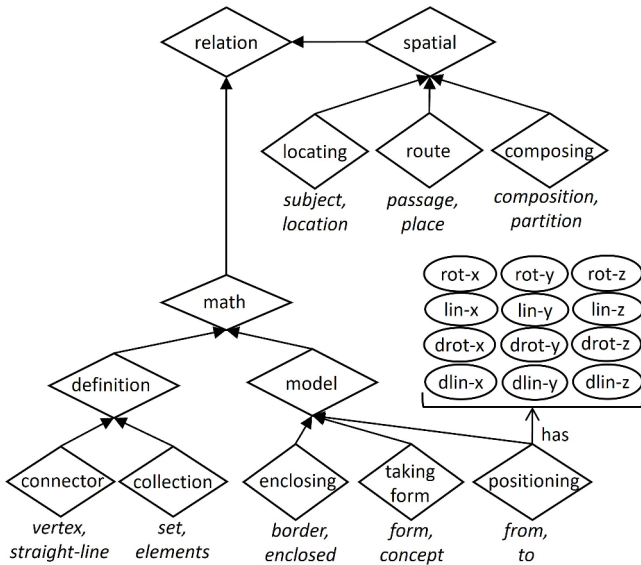 relation
spatial
locating
route
composing
subject,
location
passage,
place
composition,
partition
rot-x
rot-y
rot-z
lin-x
lin-y
lin-z
drot-x
drot-y
drot-z
dlin-x
dlin-y
dlin-z
math
definition
model
has
connector
collection
enclosing
taking
form
positioning
vertex,
straight-line
set,
elements
border,
enclosed
form,
concept
from,
to